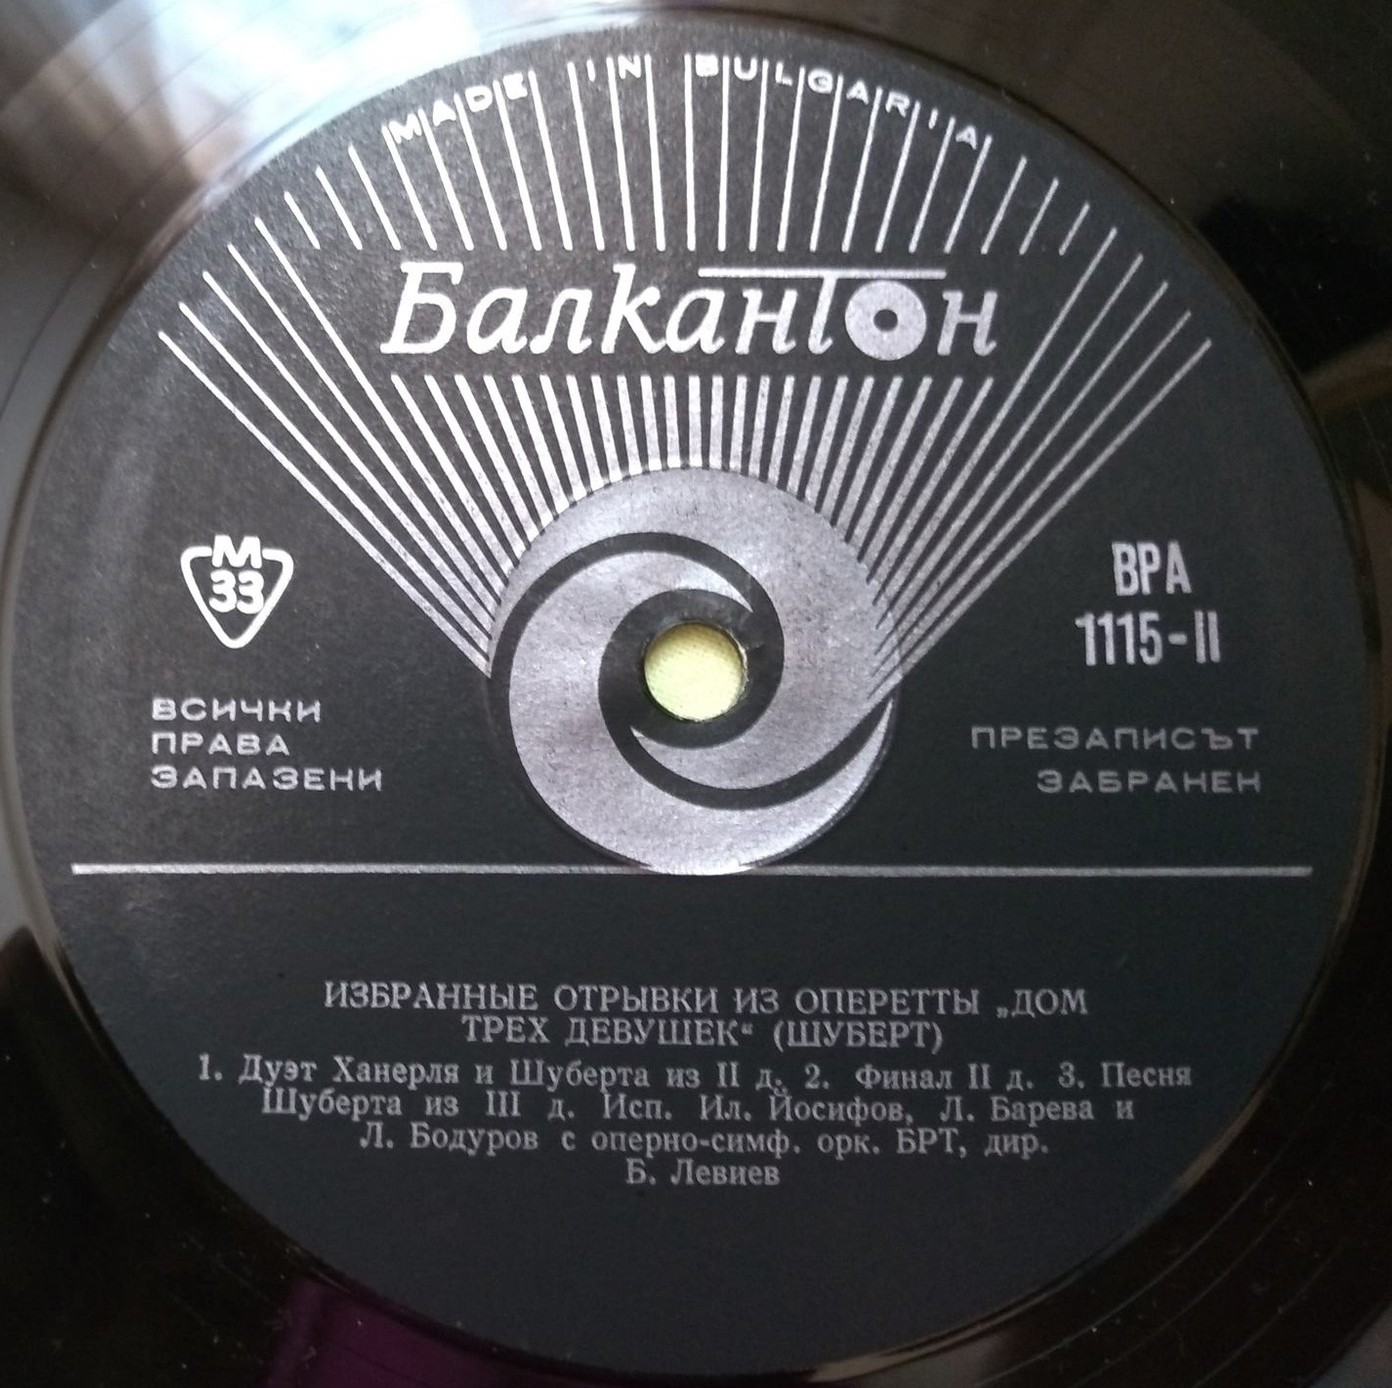 MADE IN BULGARIA
Балкантон
М
33
ВРА
1115-II
ВСИЧКИ
ПРАВА
ЗАПАЗЕНИ
ПРЕЗАПИСЪТ
ЗАБРАНЕН
ИЗБРАННЫЕ ОТРЫВКИ ИЗ ОПЕРЕТТЫ „ДОМ
ТРЕХ ДЕВУШЕК“ (ШУБЕРТ)
1. Дуэт Ханерля и Шуберта из II д. 2. Финал II д. 3. Песня
Шуберта из III д. Исп. Ил. Йосифов, Л. Барева и
Л. Бодуров с оперно-симф. орк. БРТ, дир.
Б. Левиев